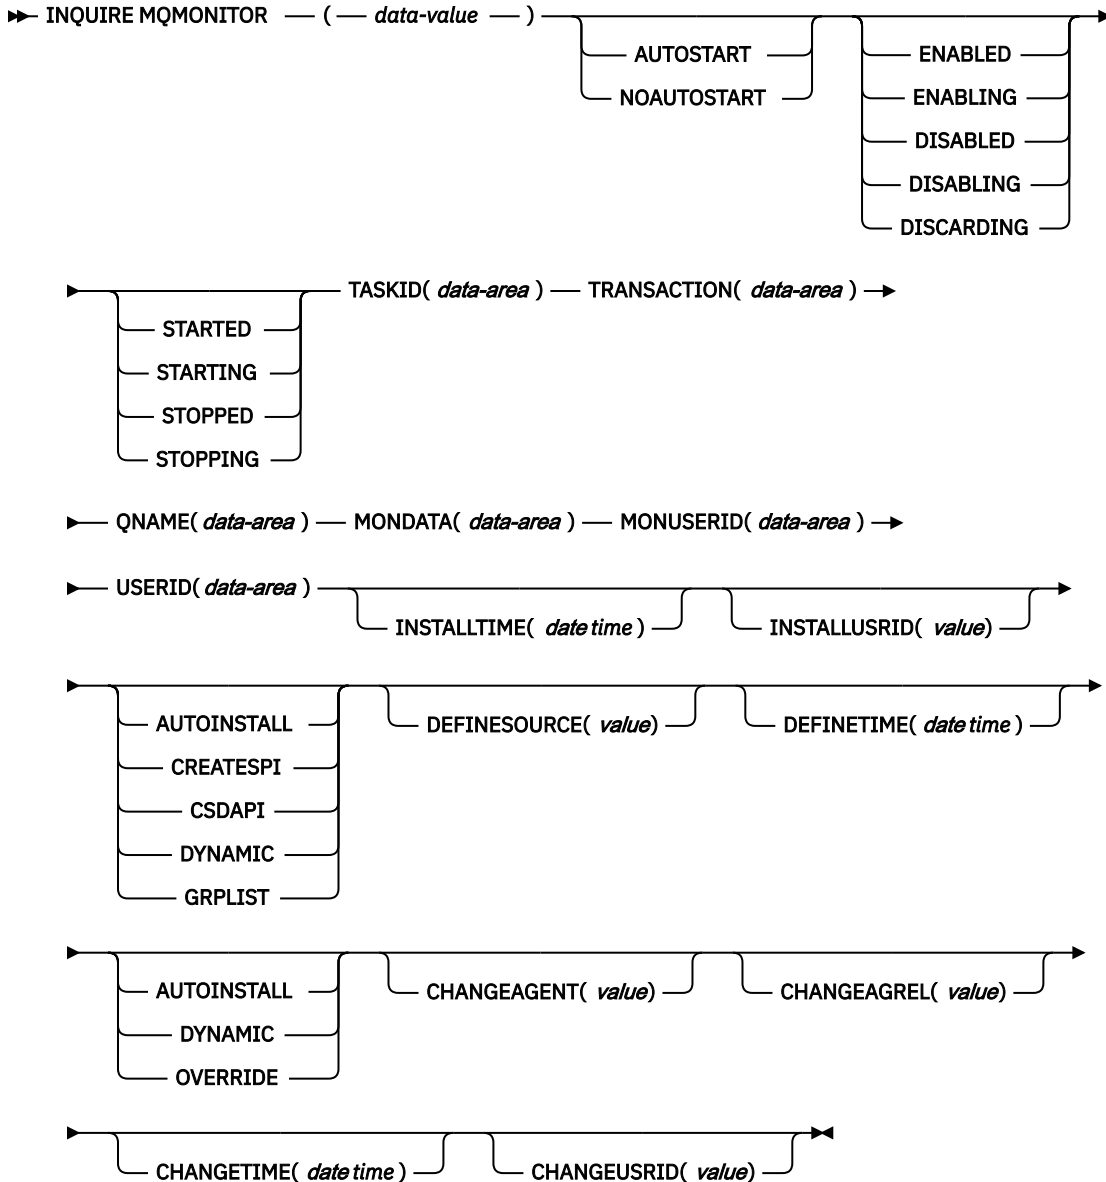 INQUIRE MQMONITOR ( data-value )
AUTOSTART ENABLED
NOAUTOSTART ENABLING
DISABLED
DISABLING
DISCARDING
TASKID( data-area ) TRANSACTION( data-area )
STARTED
STARTING
STOPPED
STOPPING
QNAME( data-area ) MONDATA( data-area ) MONUSERID( data-area )
USERID( data-area )
INSTALLTIME( date time ) INSTALLUSRID( value)
AUTOINSTALL DEFINESOURCE( value) DEFINETIME( date time )
CREATESPI
CSDAPI
DYNAMIC
GRPLIST
AUTOINSTALL CHANGEAGENT( value) CHANGEAGREL( value)
DYNAMIC
OVERRIDE
CHANGETIME( date time ) CHANGEUSRID( value)